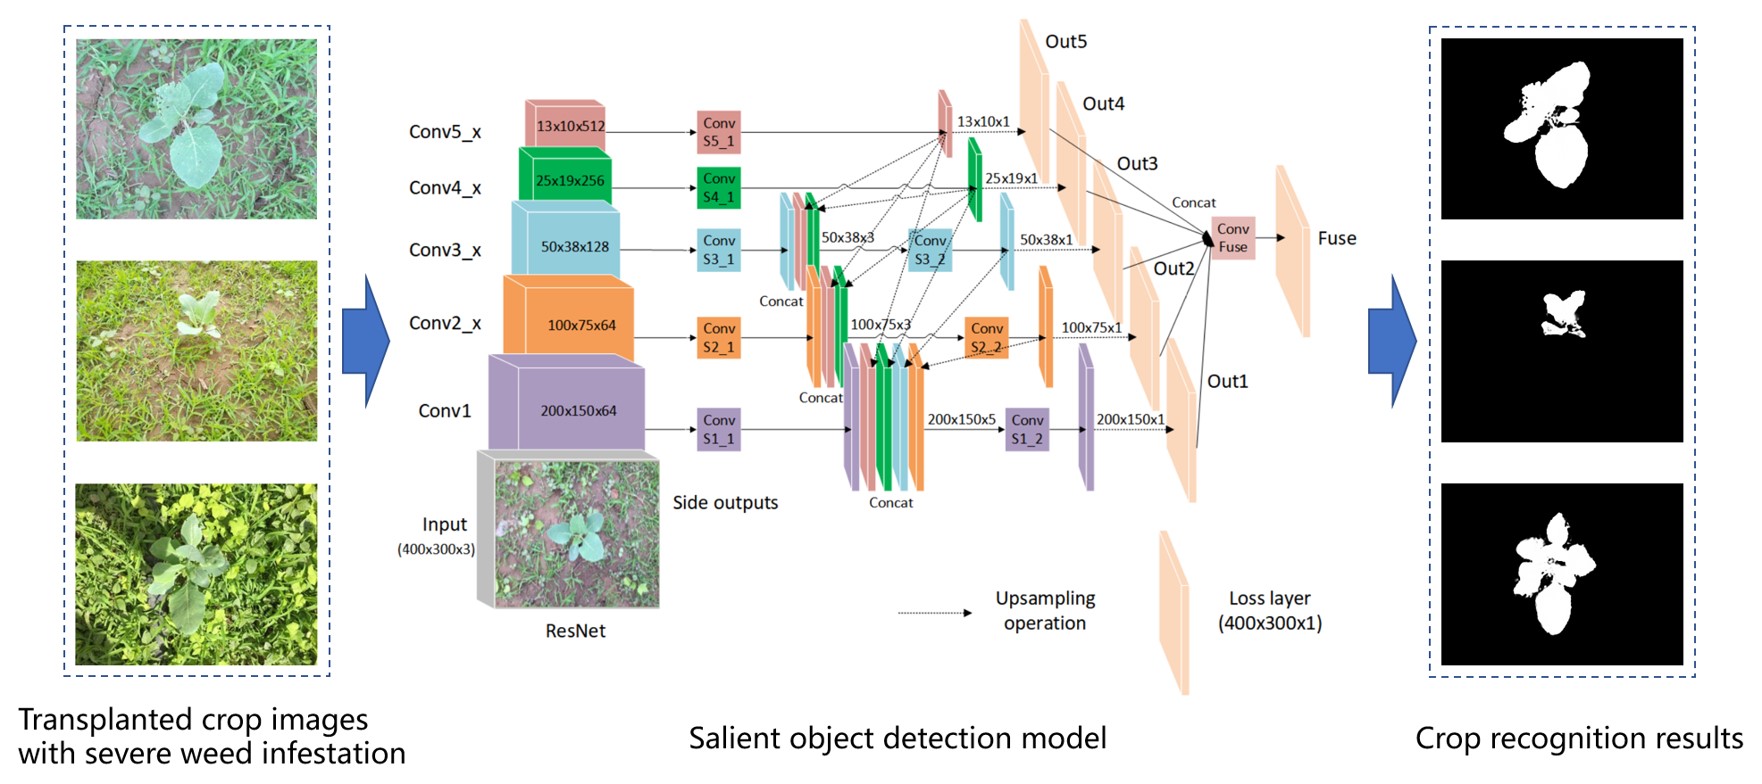 Conv5_x
13x10x512
Conv
S5_1
13x10x1
Out5
Conv4_x
25x19x256
Conv
S4_1
25x19x1
Out4
Conv3_x
50x38x128
Conv
S3_1
Concat
50x38x3
Conv
S3_2
50x38x1
Out3
Conv2_x
100x75x64
Conv
S2_1
Concat
100x75x3
Conv
S2_2
100x75x1
Out2
Conv1
200x150x64
Conv
S1_1
Concat
200x150x5
Conv
S1_2
200x150x1
Out1
Concat
Conv
Fuse
Fuse
Input
(400x300x3)
ResNet
Side outputs
Upsampling
operation
Loss layer
(400x300x1)
Transplanted crop images
with severe weed infestation
Salient object detection model
Crop recognition results